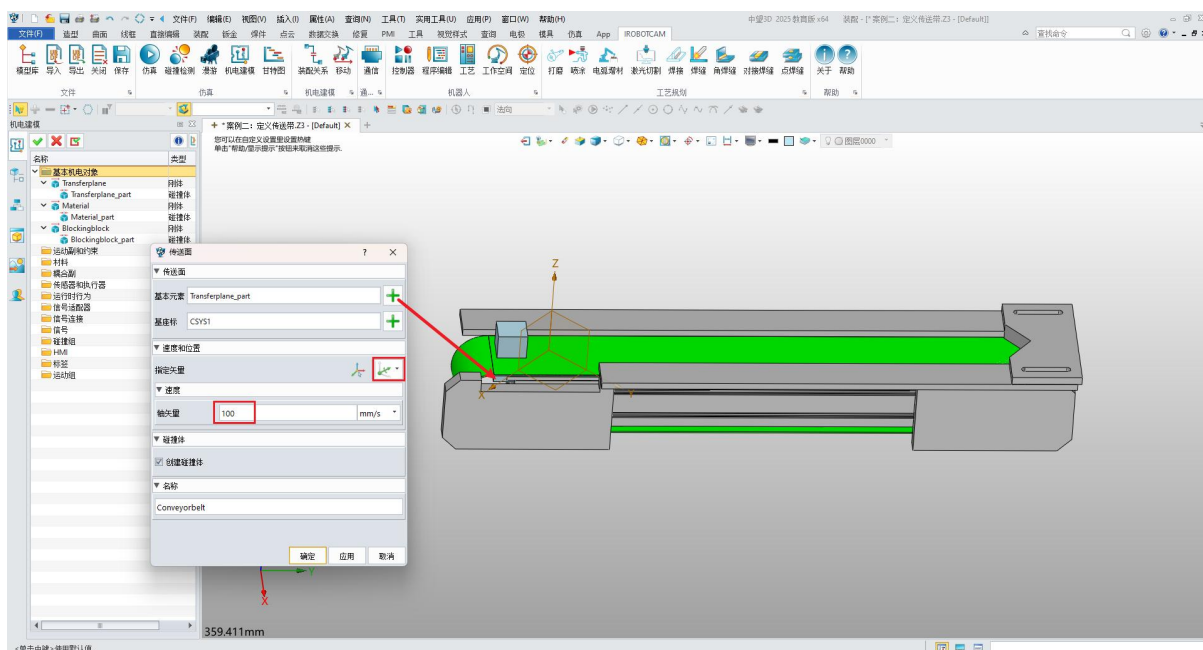 文件(F) 编辑(E) 视图(V) 插入(I) 属性(A) 查询(N) 工具(T) 实用工具(U) 应用(P) 窗口(W) 帮助(H) 中望3D 2025 教育版 x64 装配 - [* 案例二：定义传送带.Z3 - [Default]]
文件(F) 造型 曲面 线框 直接编辑 装配 钣金 焊件 点云 数据交换 修复 PMI 工具 视觉样式 查询 电极 模具 仿真 App IROBOTCAM 查找命令
模型库 导入 导出 关闭 保存 仿真 碰撞检测 漫游 机电建模 甘特图 装配关系 移动 通信 控制器 程序编辑 工艺 工作空间 定位 打磨 喷涂 电弧增材 激光切割 焊接 焊缝 角焊缝 对接焊缝 点焊缝 关于 帮助
文件 仿真 机电建模 通... 机器人 工艺规划 帮助
法向
机电建模 * 案例二：定义传送带.Z3 - [Default]
您可以在自定义设置里设置热键
单击"帮助/显示提示"按钮来取消这些提示.
图层0000
名称 类型
基本机电对象
Transferplane 刚体
Transferplane_part 碰撞体
Material 刚体
Material_part 碰撞体
Blockingblock 刚体
Blockingblock_part 碰撞体
运动副和约束
材料
耦合副
传感器和执行器
运行时行为
信号适配器
信号连接
信号
碰撞组
HMI
标签
运动组
传送面 ?
传送面
基本元素 Transferplane_part
基座标 CSYS1
速度和位置
指定矢量
速度
轴矢量 100 mm/s
碰撞体
创建碰撞体
名称
Conveyorbelt
确定 应用 取消
Z
X
Y
Y
X
359.411mm
<单击中键>使用默认值.